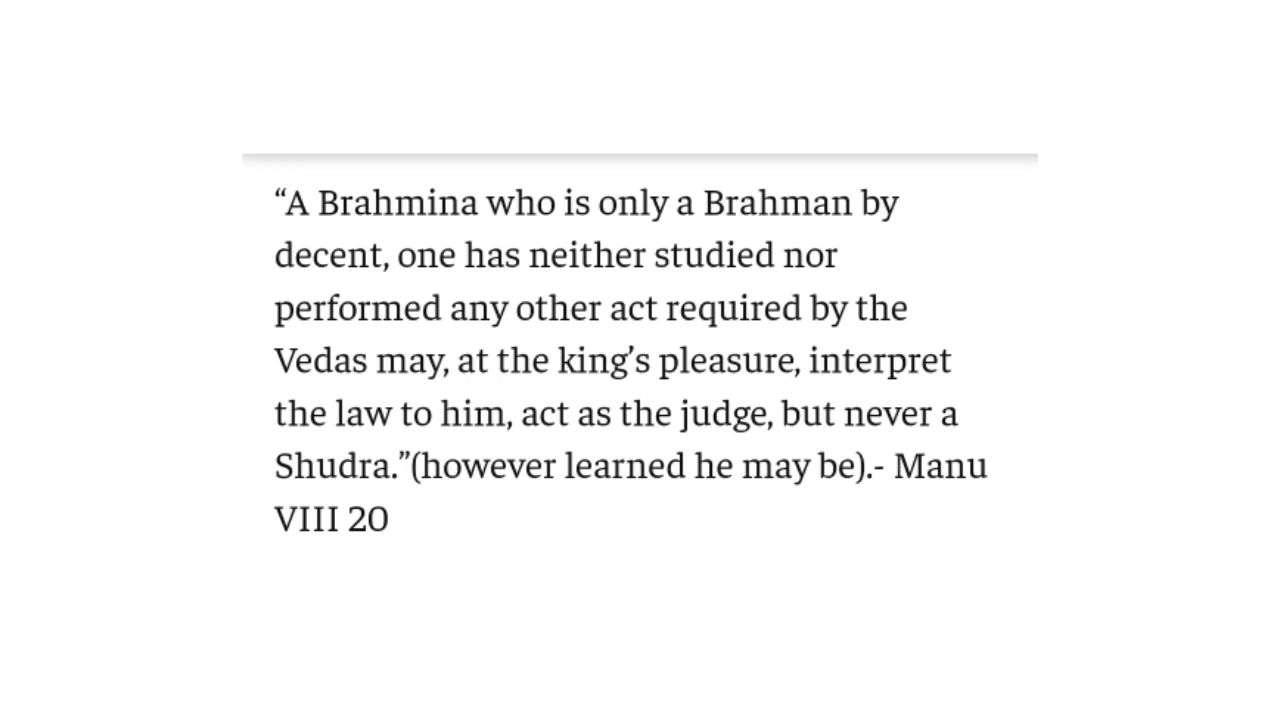 “A Brahmina who is only a Brahman by
decent, one has neither studied nor
performed any other act required by the
Vedas may, at the king’s pleasure, interpret
the law to him, act as the judge, but never a
Shudra.”(however learned he may be).- Manu
VIII 20